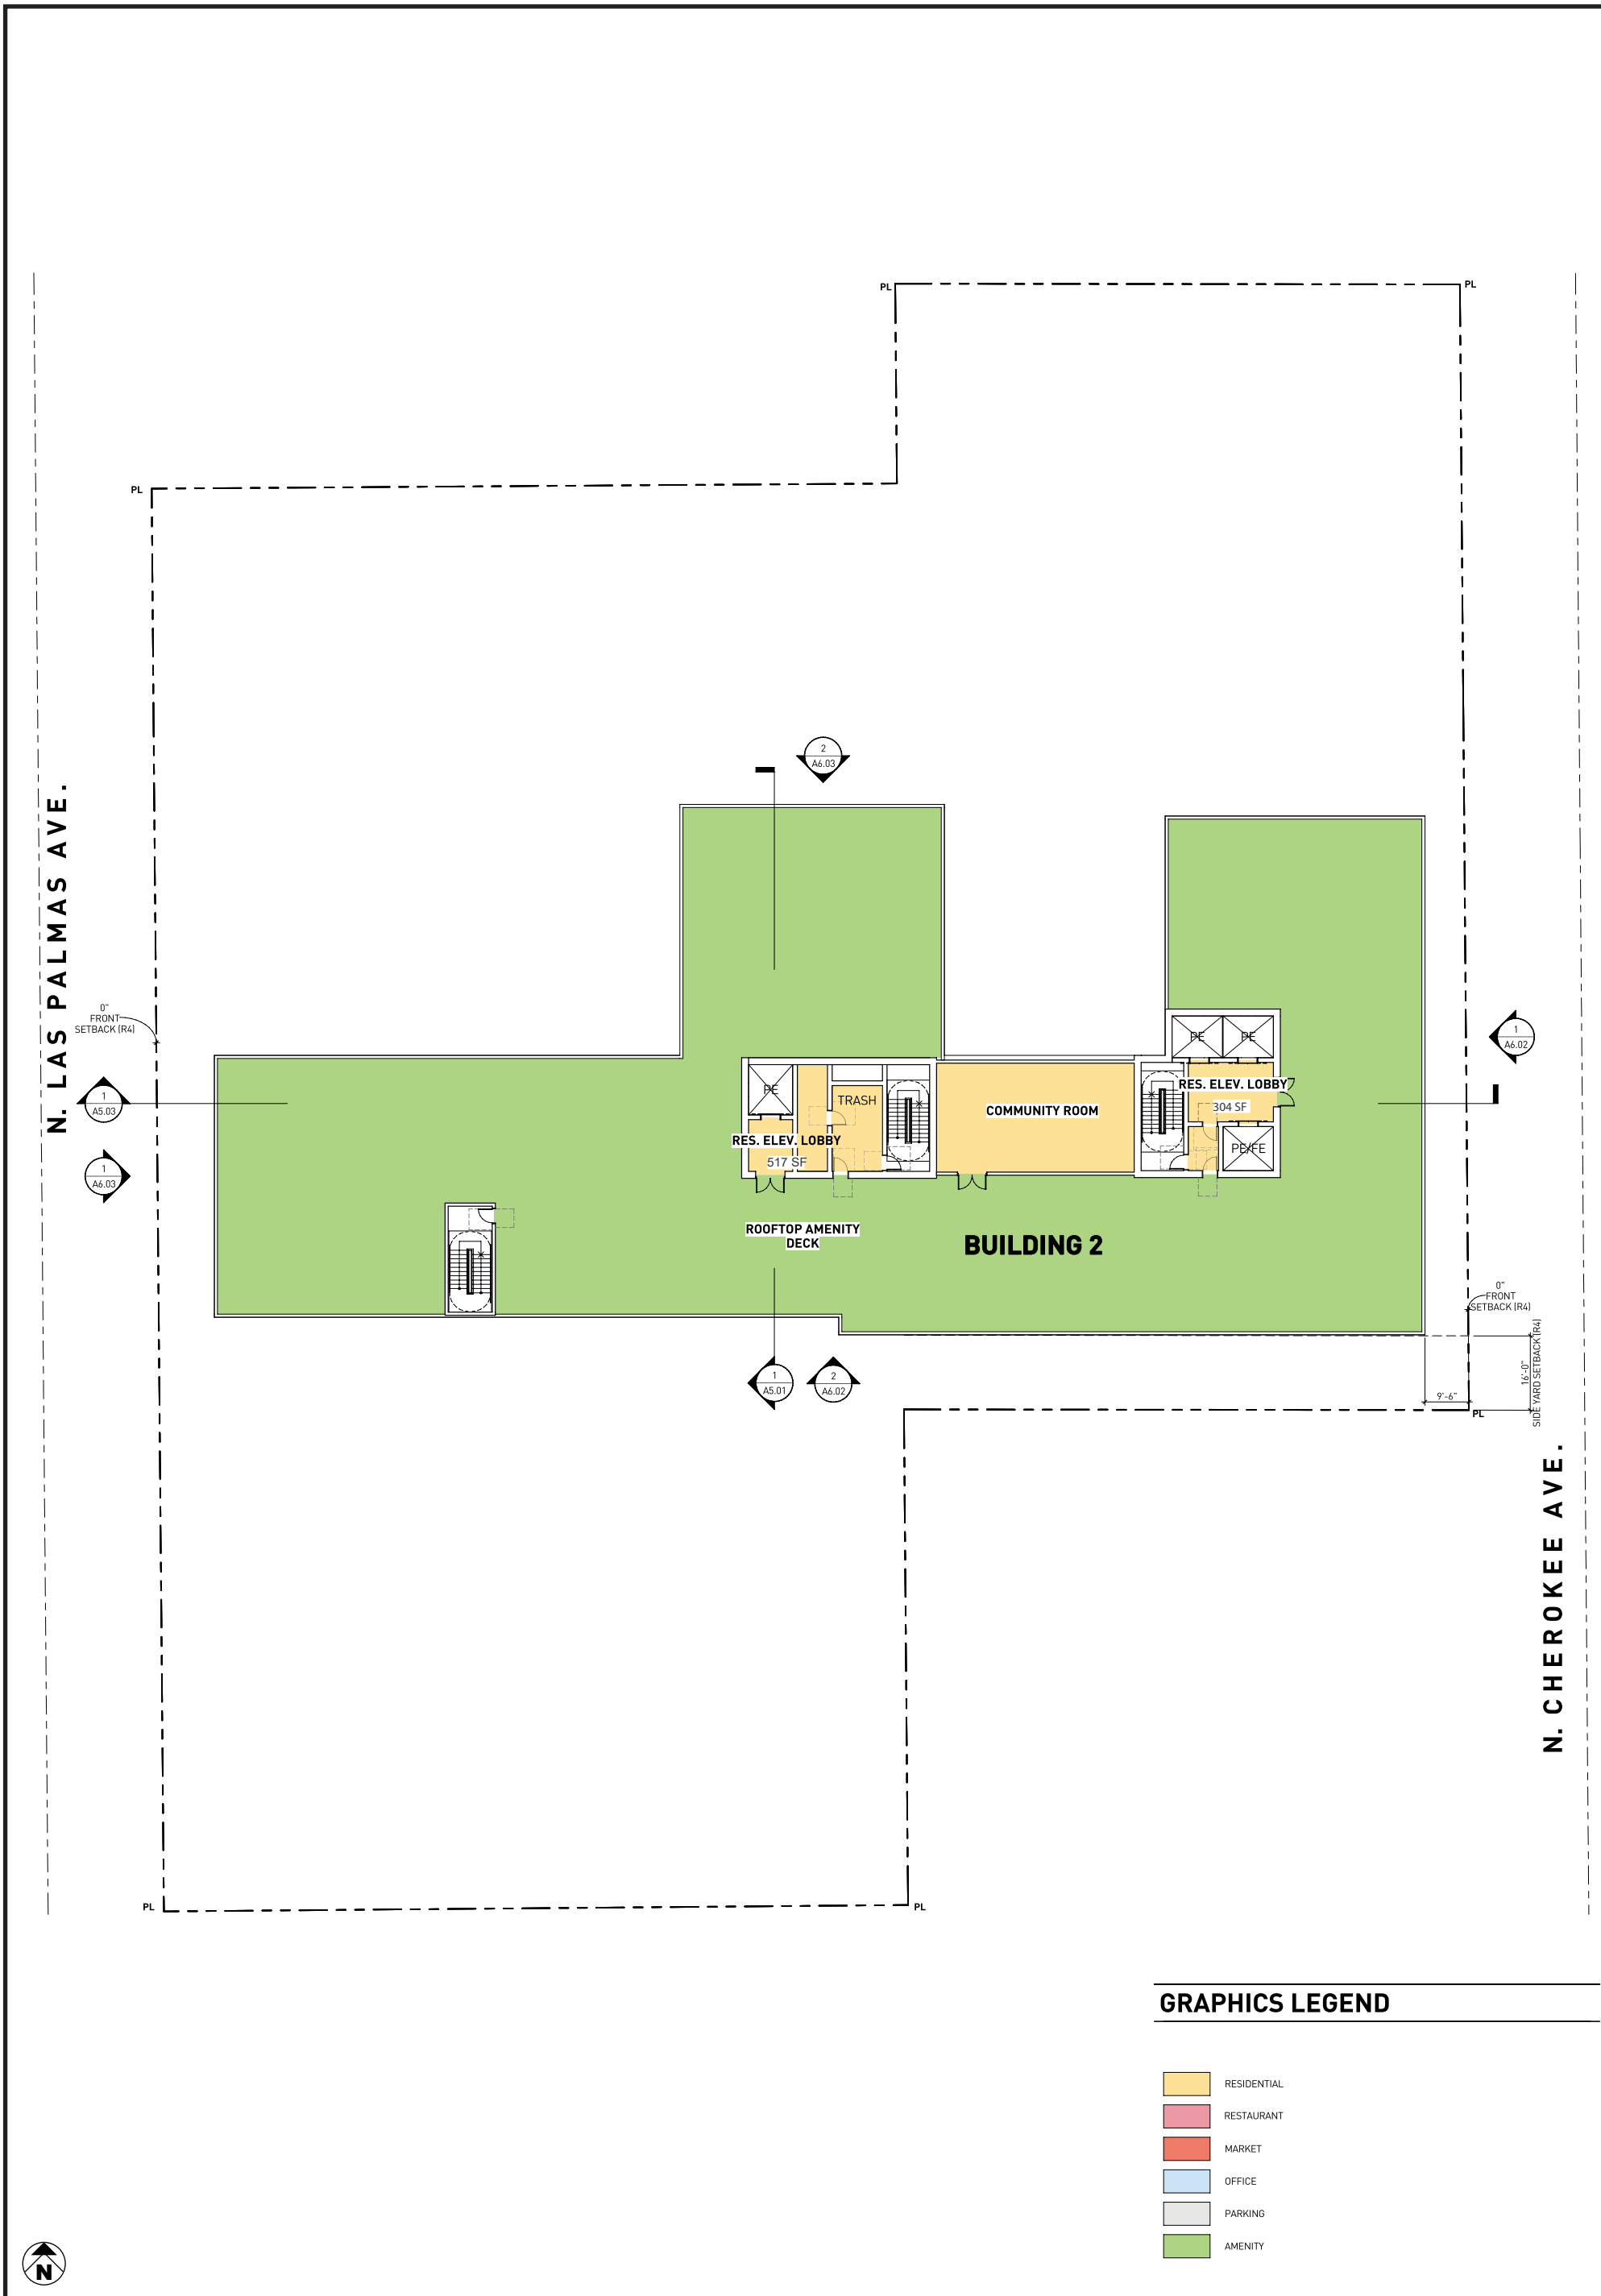 PL
PL
PL
N. LAS PALMAS AVE.
2
A6.03
0"
FRONT
SETBACK (R4)
1
A6.02
1
A5.03
1
A6.03
PE
TRASH
RES. ELEV. LOBBY
517 SF
COMMUNITY ROOM
PE
PE
RES. ELEV. LOBBY
304 SF
PE/FE
ROOFTOP AMENITY
DECK
BUILDING 2
0"
FRONT
SETBACK (R4)
16'-0"
SIDE YARD SETBACK (R4)
9'-6"
1
A5.01
2
A6.02
PL
N. CHEROKEE AVE.
PL
PL
GRAPHICS LEGEND
RESIDENTIAL
RESTAURANT
MARKET
OFFICE
PARKING
AMENITY
N